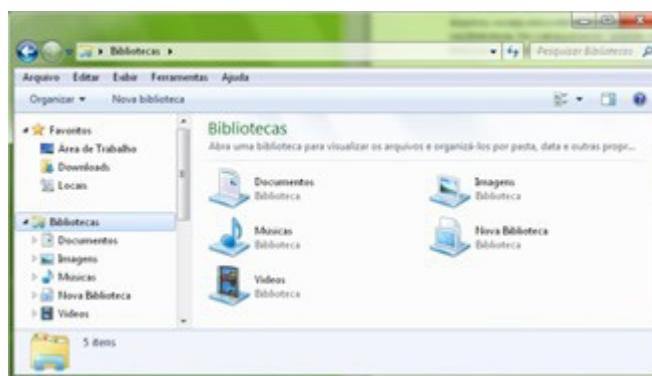 Bibliotecas
Pesquisar Bibliotecas
Arquivo Editar Exibir Ferramentas Ajuda
Organizar Nova biblioteca
Favoritos
Área de Trabalho
Downloads
Locais
Bibliotecas
Documentos
Imagens
Músicas
Nova Biblioteca
Vídeos
Bibliotecas
Abra uma biblioteca para visualizar os arquivos e organizá-los por pasta, data e outras propr...
Documentos
Biblioteca
Imagens
Biblioteca
Músicas
Biblioteca
Nova Biblioteca
Biblioteca
Vídeos
Biblioteca
5 itens